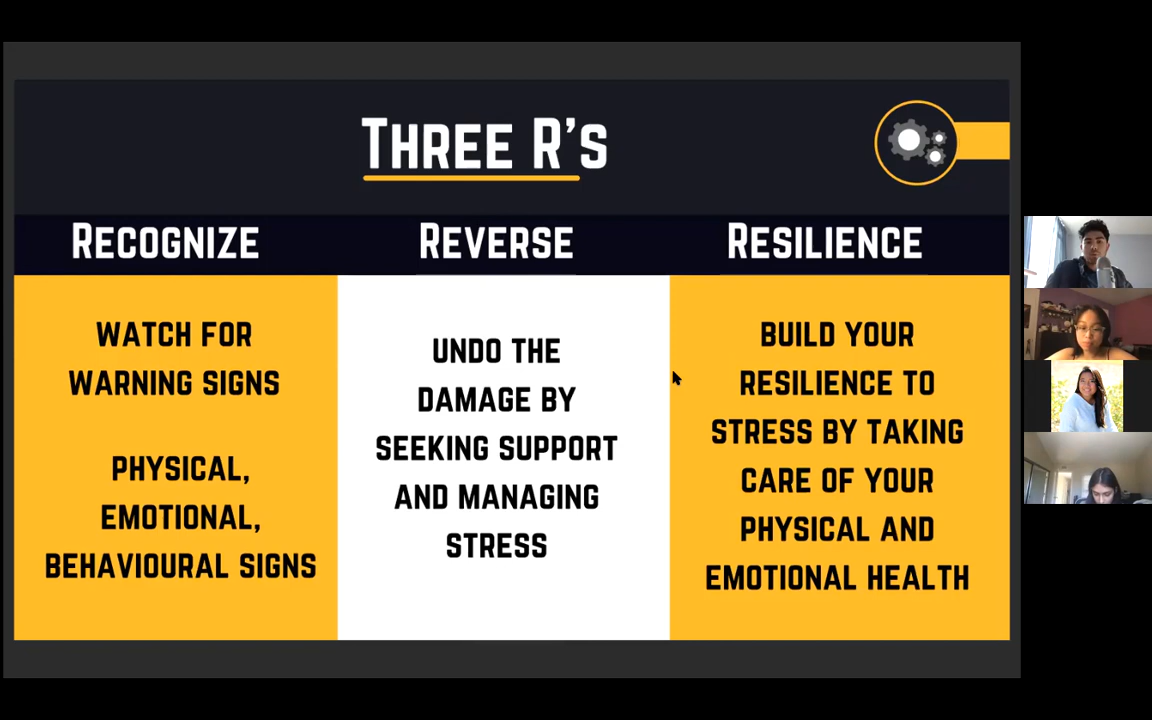 THREE R'S
RECOGNIZE
REVERSE
RESILIENCE
WATCH FOR
WARNING SIGNS
PHYSICAL,
EMOTIONAL,
BEHAVIOURAL SIGNS
UNDO THE
DAMAGE BY
SEEKING SUPPORT
AND MANAGING
STRESS
BUILD YOUR
RESILIENCE TO
STRESS BY TAKING
CARE OF YOUR
PHYSICAL AND
EMOTIONAL HEALTH